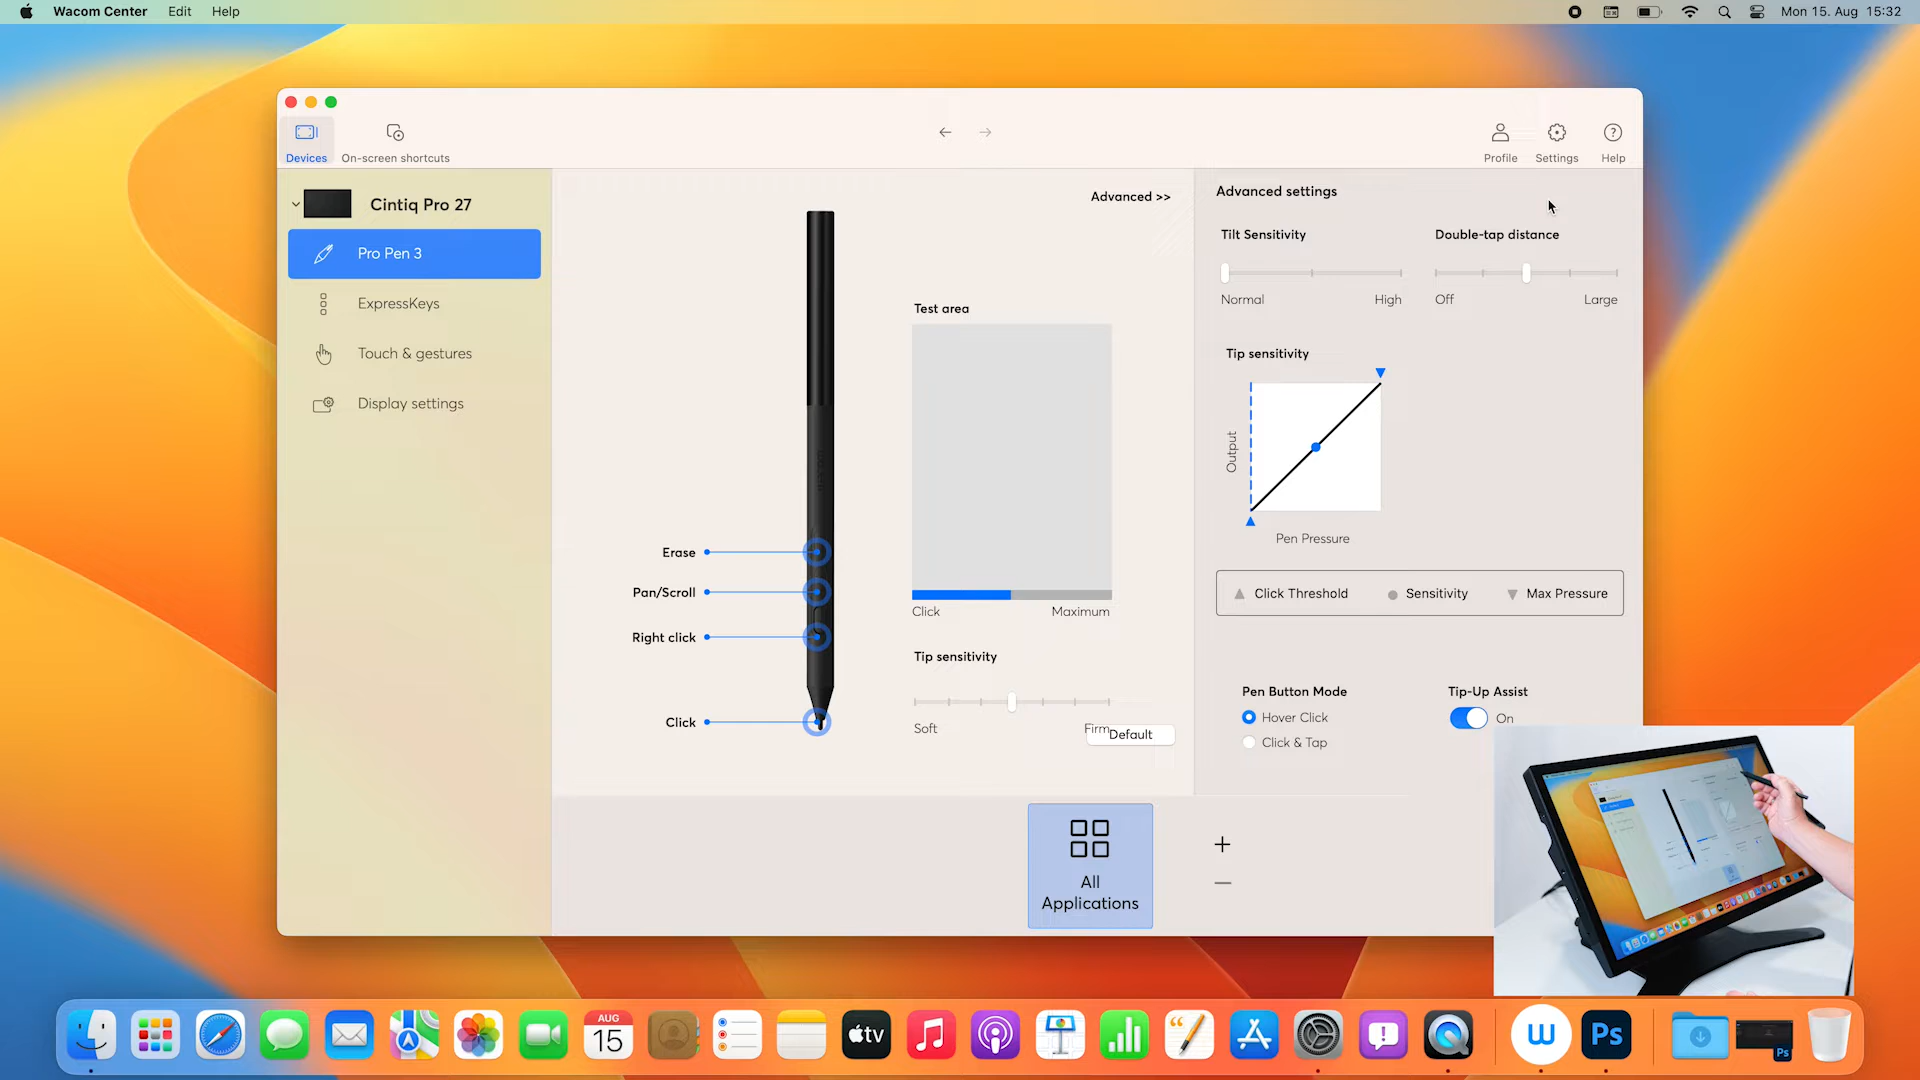 Wacom Center Edit Help
Mon 15. Aug 15:32
Devices
On-screen shortcuts
Profile
Settings
Help
Cintiq Pro 27
Pro Pen 3
ExpressKeys
Touch & gestures
Display settings
Advanced >>
Erase
Pan/Scroll
Right click
Click
Test area
Click Maximum
Tip sensitivity
Soft Firm
Default
Advanced settings
Tilt Sensitivity
Normal High
Double-tap distance
Off Large
Tip sensitivity
Output
Pen Pressure
Click Threshold Sensitivity Max Pressure
Pen Button Mode
Hover Click
Click & Tap
Tip-Up Assist
On
All
Applications
AUG
15
tv
W
Ps
Ps